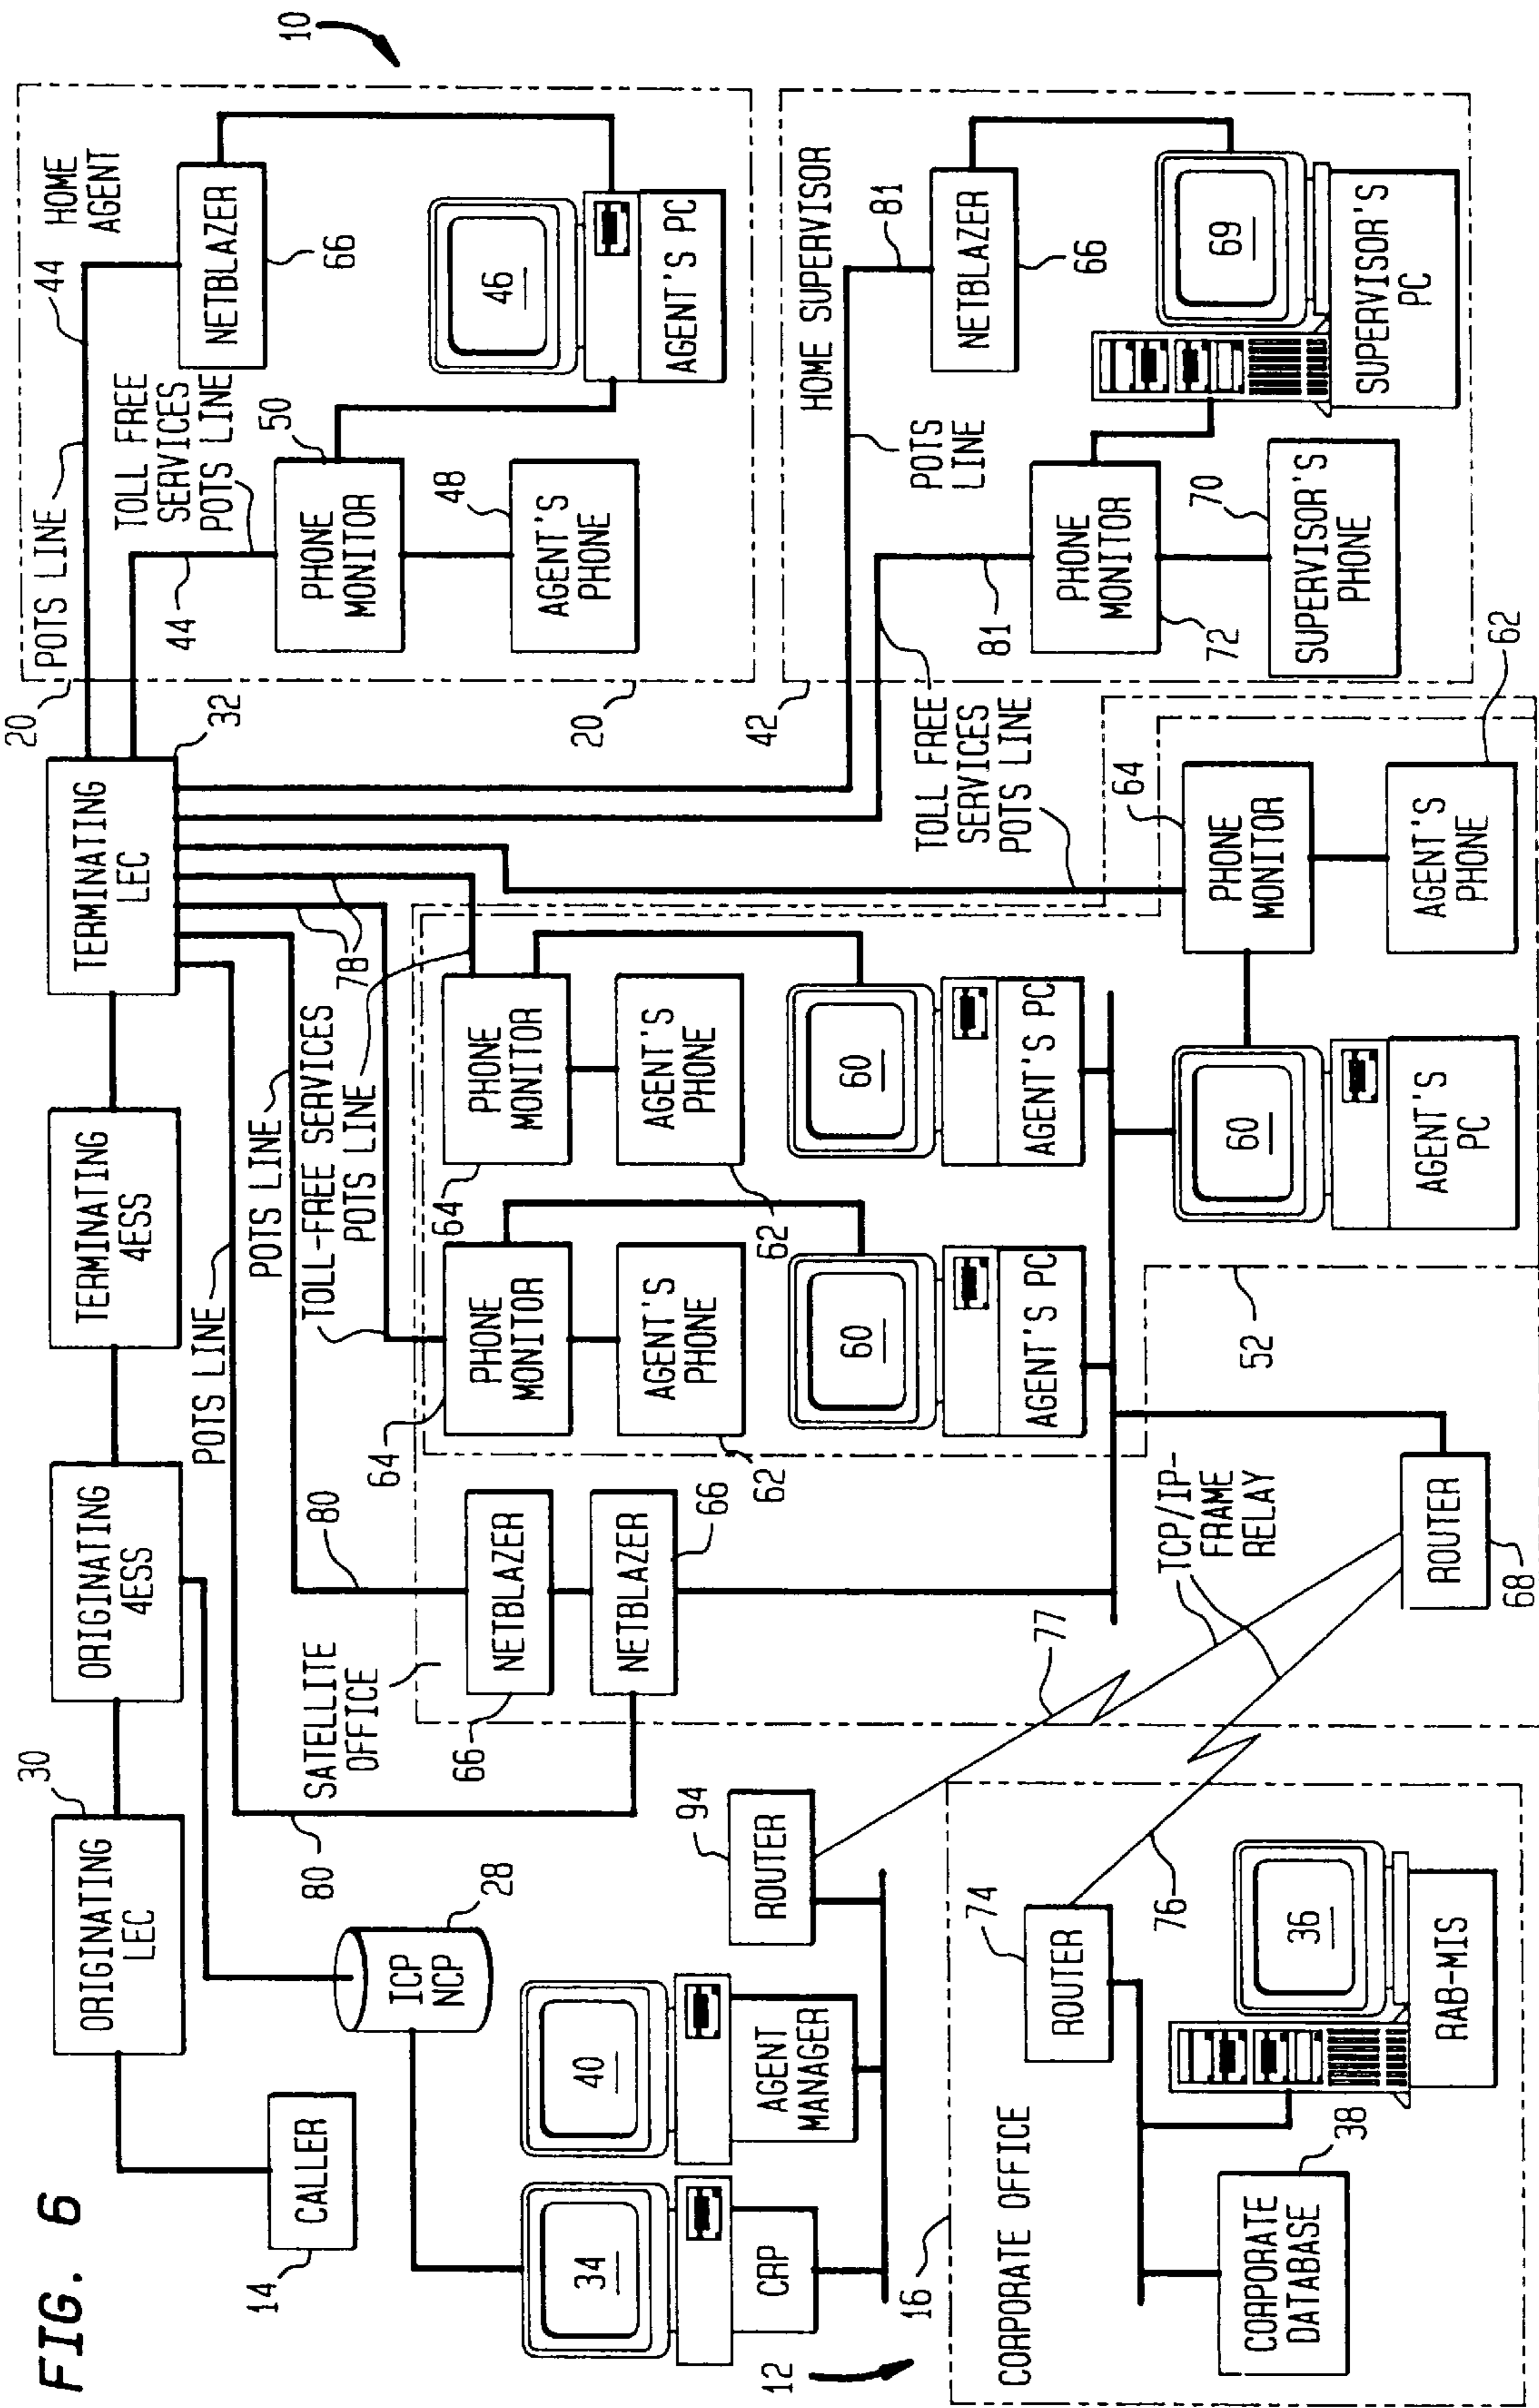 FIG. 6
10
CALLER
14
30
ORIGINATING
LEC
ORIGINATING
4ESS
TERMINATING
4ESS
TERMINATING
LEC
32
ICP
NCP
28
34
CRP
40
AGENT
MANAGER
ROUTER
94
12
16
CORPORATE OFFICE
CORPORATE
DATABASE
38
ROUTER
74
36
RAB-MIS
76
77
TCP/IP-
FRAME
RELAY
ROUTER
68
SATELLITE
OFFICE
POTS LINE
80
POTS LINE
80
TOLL-FREE SERVICES
POTS LINE
78
NETBLAZER
66
NETBLAZER
66
PHONE
MONITOR
64
AGENT'S
PHONE
62
60
AGENT'S PC
PHONE
MONITOR
64
AGENT'S
PHONE
62
60
AGENT'S PC
52
60
AGENT'S
PC
PHONE
MONITOR
64
AGENT'S
PHONE
62
TOLL FREE
SERVICES
POTS LINE
20
POTS LINE
44
HOME
AGENT
TOLL FREE
SERVICES
POTS LINE
44
NETBLAZER
66
PHONE
MONITOR
50
AGENT'S
PHONE
48
46
AGENT'S PC
20
42
HOME SUPERVISOR
POTS
LINE
81
NETBLAZER
66
81
PHONE
MONITOR
72
SUPERVISOR'S
PHONE
70
69
SUPERVISOR'S
PC